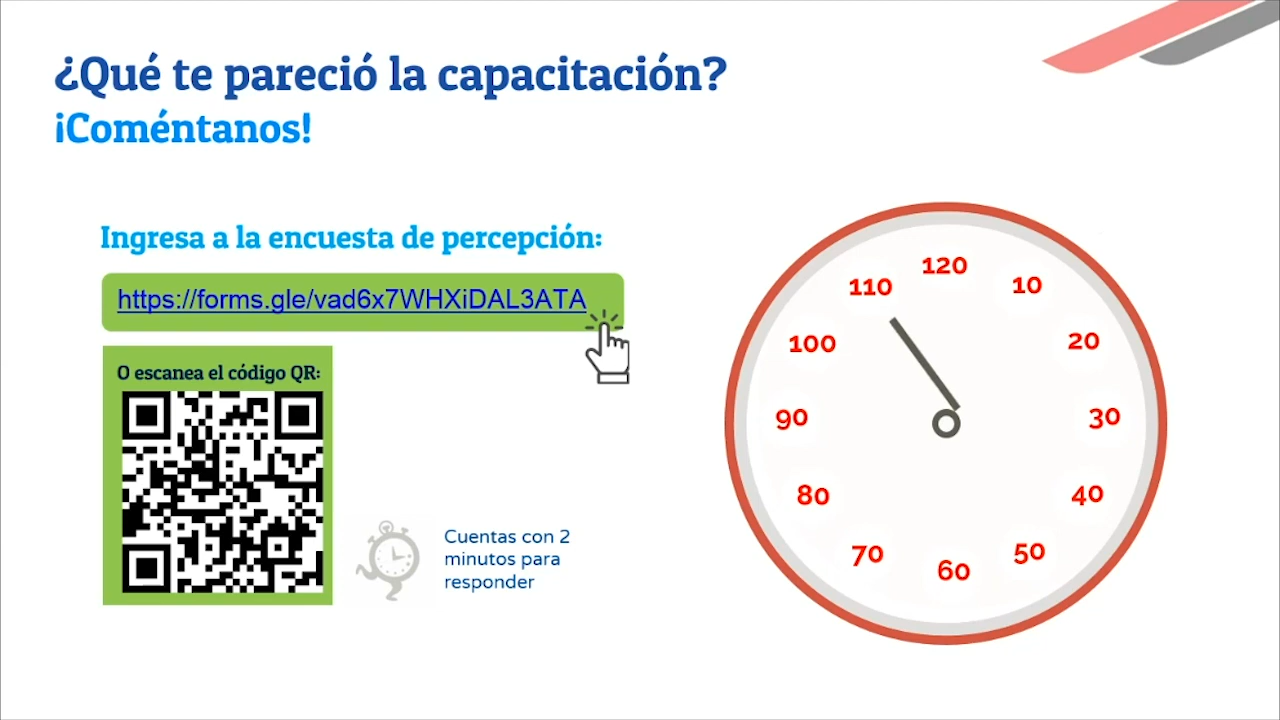 ¿Qué te pareció la capacitación?
¡Coméntanos!
Ingresa a la encuesta de percepción:
https://forms.gle/vad6x7WHXiDAL3ATA
O escanea el código QR:
Cuentas con 2
minutos para
responder
120
110
10
100
20
90
30
80
40
70
50
60